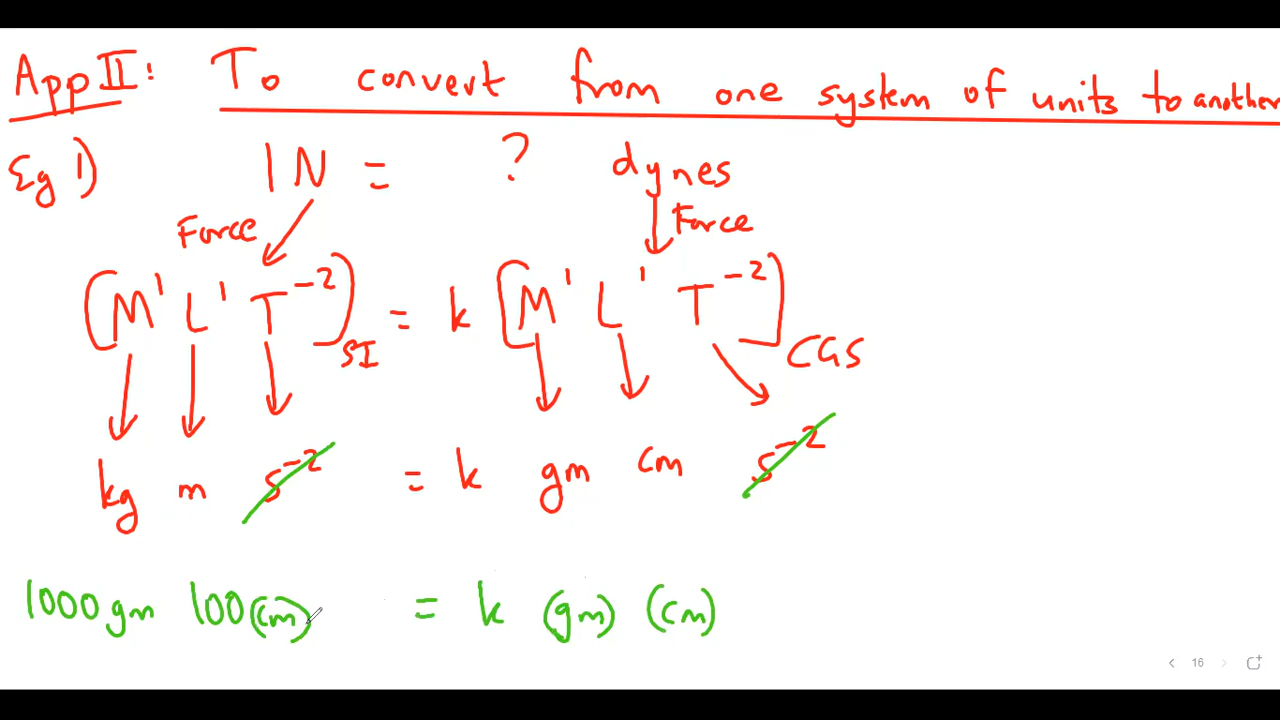 App II: To convert from one system of units to another
Eg 1) 1 N = ? dynes
Force Force
[M¹ L¹ T⁻²]SI = k [M¹ L¹ T⁻²]CGS
kg m s⁻² = k gm cm s⁻²
1000 gm 100 (cm) = k (gm) (cm)
16